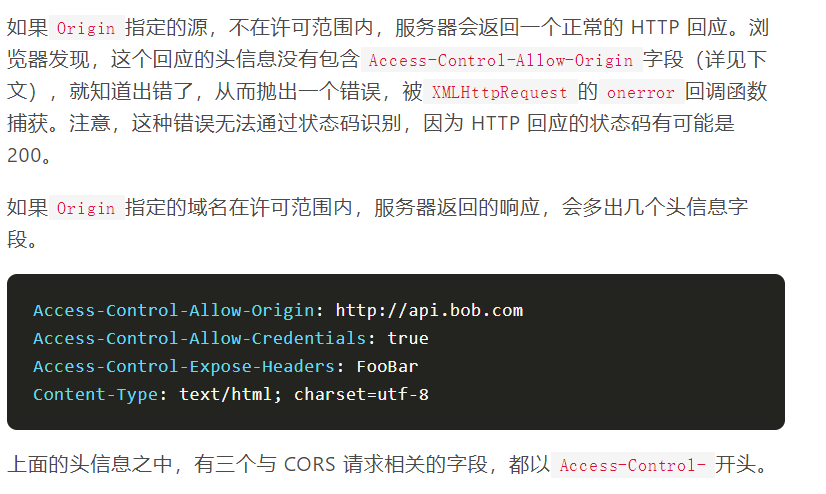 如果 Origin 指定的源，不在许可范围内，服务器会返回一个正常的 HTTP 回应。浏
览器发现，这个回应的头信息没有包含 Access-Control-Allow-Origin 字段（详见下
文），就知道出错了，从而抛出一个错误，被 XMLHttpRequest 的 onerror 回调函数
捕获。注意，这种错误无法通过状态码识别，因为 HTTP 回应的状态码有可能是
200。
如果 Origin 指定的域名在许可范围内，服务器返回的响应，会多出几个头信息字
段。
Access-Control-Allow-Origin: http://api.bob.com
Access-Control-Allow-Credentials: true
Access-Control-Expose-Headers: FooBar
Content-Type: text/html; charset=utf-8
上面的头信息之中，有三个与 CORS 请求相关的字段，都以 Access-Control- 开头。